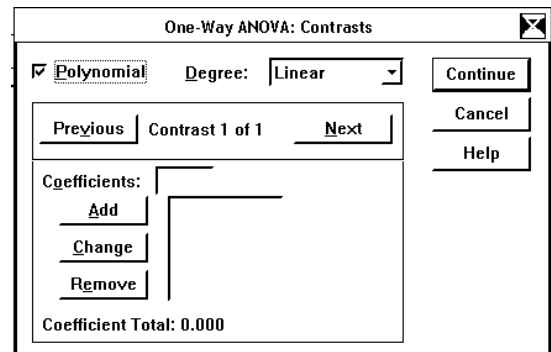 One-Way ANOVA: Contrasts
Polynomial Degree: Linear Continue
Previous Contrast 1 of 1 Next Cancel
Help
Coefficients:
Add
Change
Remove
Coefficient Total: 0.000